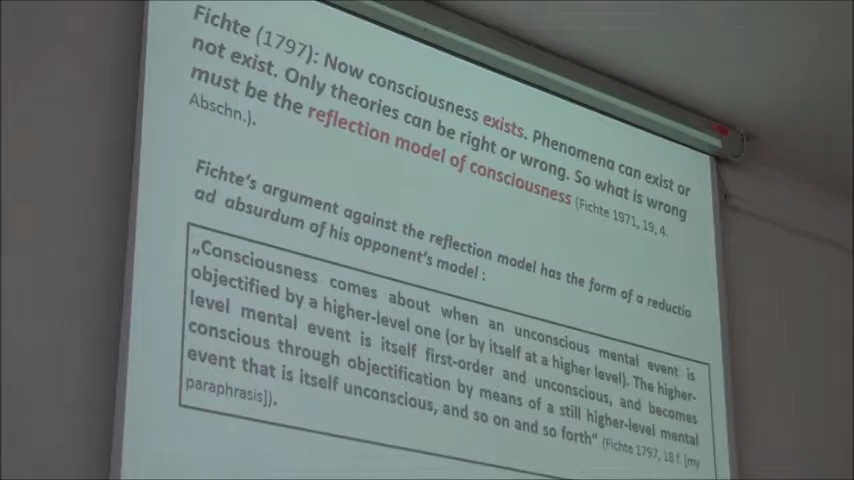 Fichte (1797): Now consciousness exists. Phenomena can exist or
not exist. Only theories can be right or wrong. So what is wrong
must be the reflection model of consciousness (Fichte 1971, 19, 4.
Abschn.).
Fichte's argument against the reflection model has the form of a reductio
ad absurdum of his opponent's model :
„Consciousness comes about when an unconscious mental event is
objectified by a higher-level one (or by itself at a higher level). The higher-
level mental event is itself first-order and unconscious, and becomes
conscious through objectification by means of a still higher-level mental
event that is itself unconscious, and so on and so forth“ (Fichte 1797, 18 f. [my
paraphrasis]).